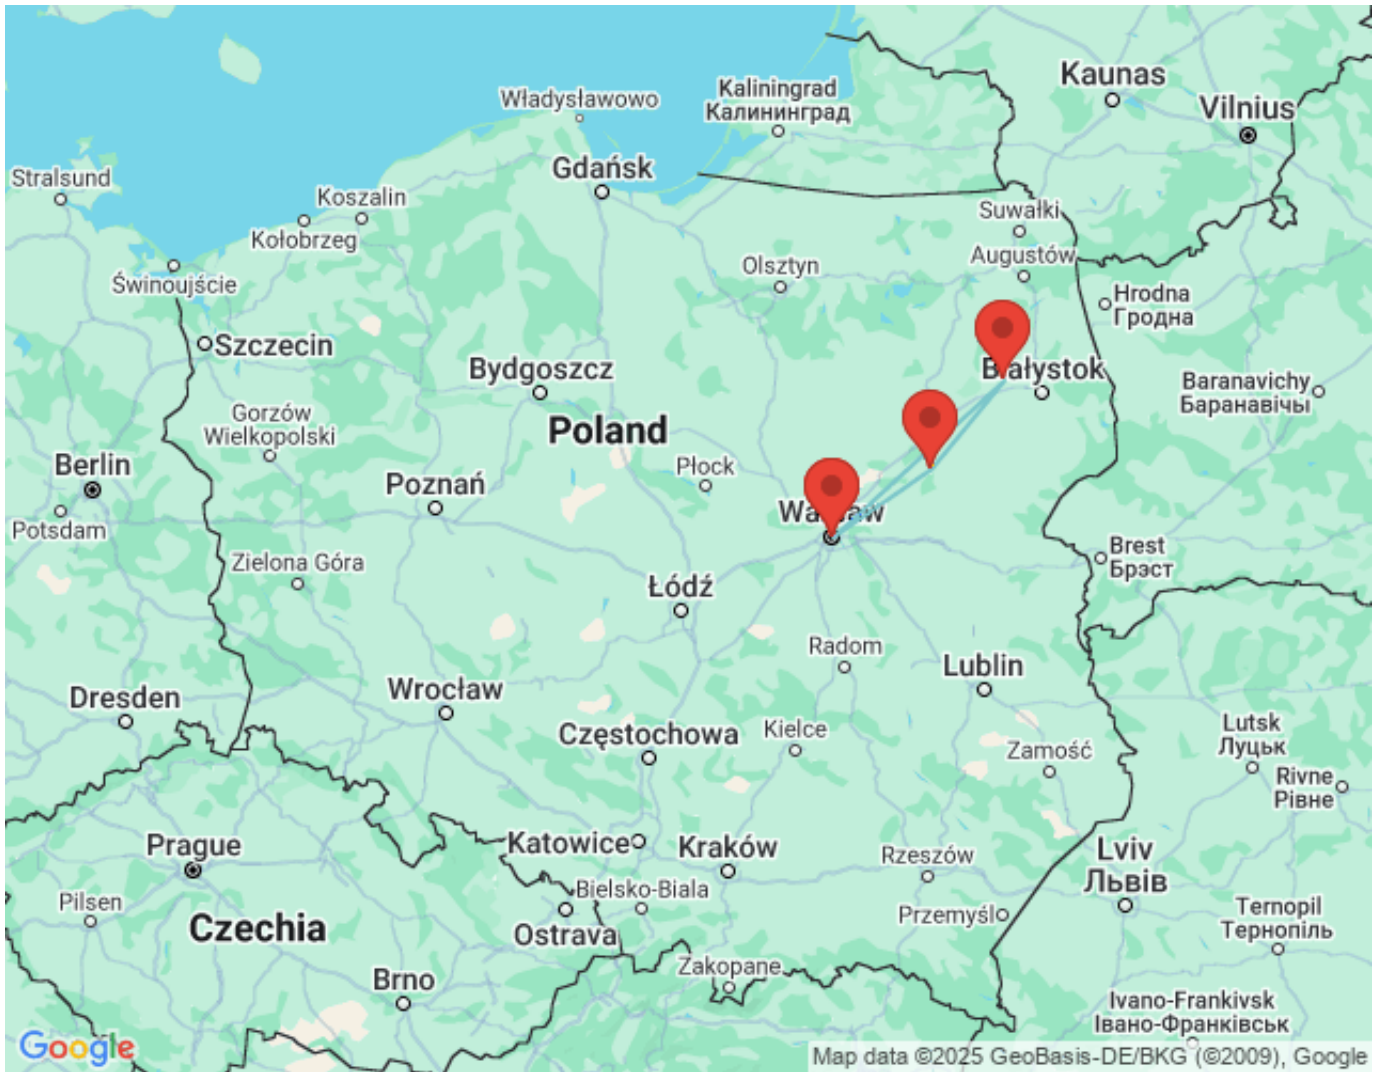 Kaunas
Kaliningrad
Калининград
Władysławowo
Vilnius
Gdańsk
Stralsund
Koszalin
Suwałki
Kołobrzeg
Augustów
Olsztyn
Świnoujście
Hrodna
Гродна
Szczecin
Bydgoszcz
Białystok
Baranavichy
Баранавічы
Gorzów
Wielkopolski
Poland
Berlin
Płock
Poznań
Warsaw
Potsdam
Brest
Брэст
Zielona Góra
Łódź
Radom
Lublin
Dresden
Wrocław
Częstochowa
Kielce
Lutsk
Луцьк
Zamość
Rivne
Рівне
Prague
Katowice
Kraków
Rzeszów
Lviv
Львів
Pilsen
Bielsko-Biala
Przemyśl
Ternopil
Тернопіль
Czechia
Ostrava
Zakopane
Brno
Ivano-Frankivsk
Івано-Франківськ
Google
Map data ©2025 GeoBasis-DE/BKG (©2009), Google